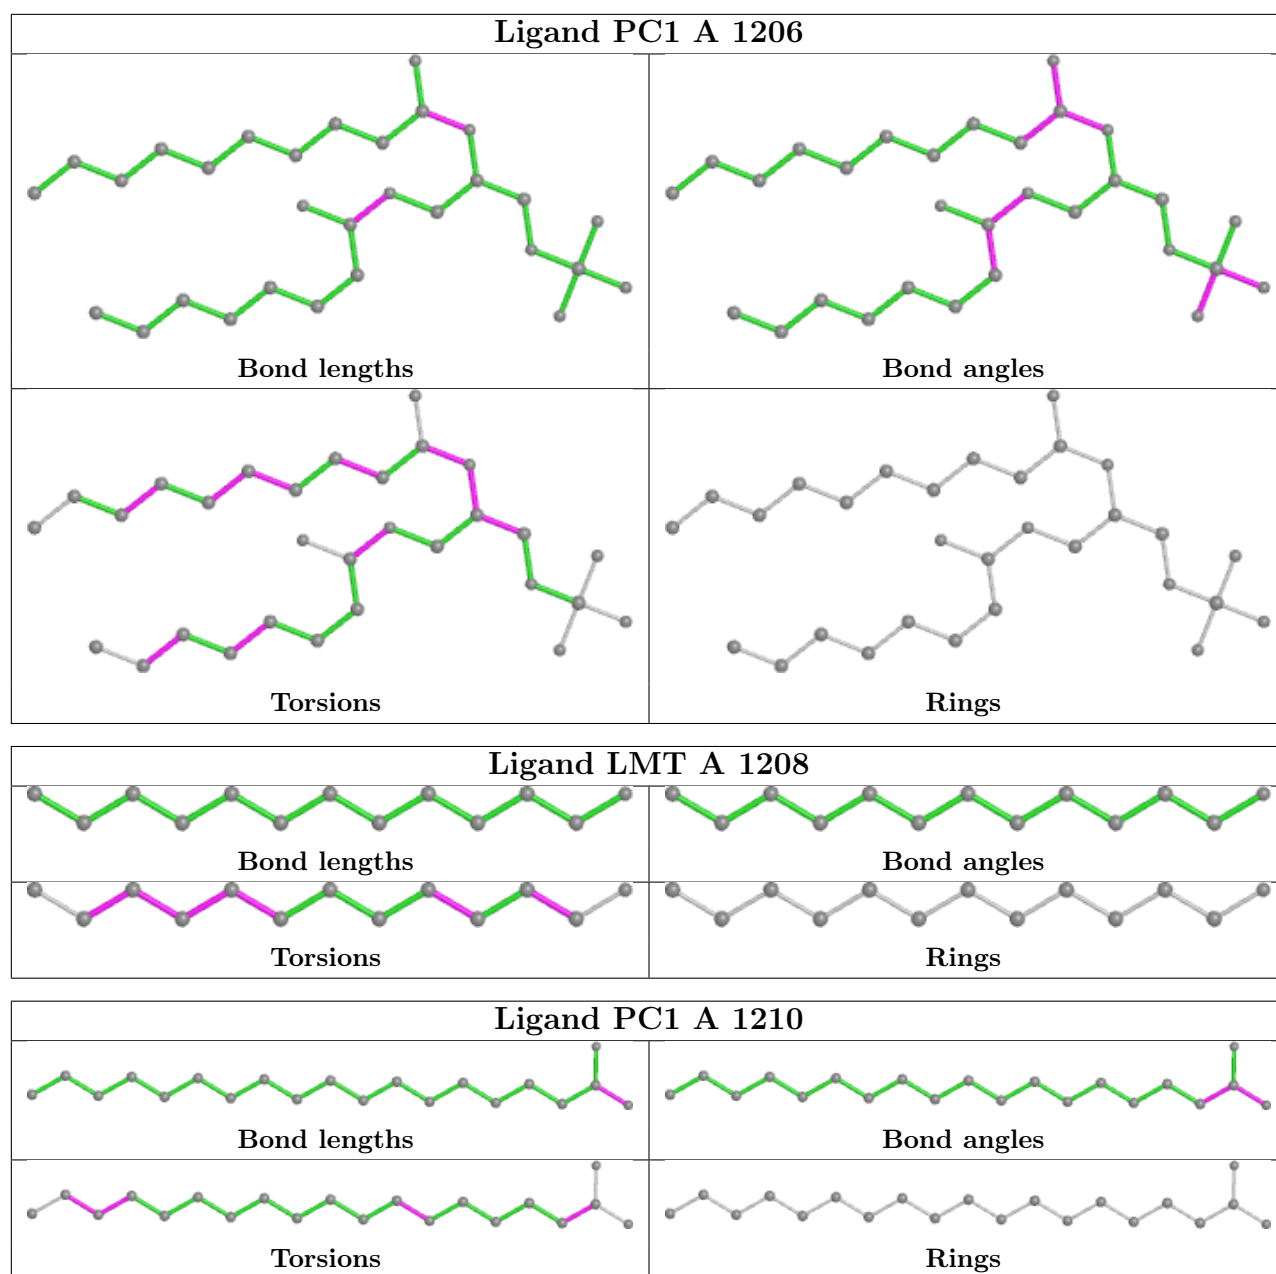 Ligand PC1 A 1206
Bond lengths
Bond angles
Torsions
Rings
Ligand LMT A 1208
Bond lengths
Bond angles
Torsions
Rings
Ligand PC1 A 1210
Bond lengths
Bond angles
Torsions
Rings